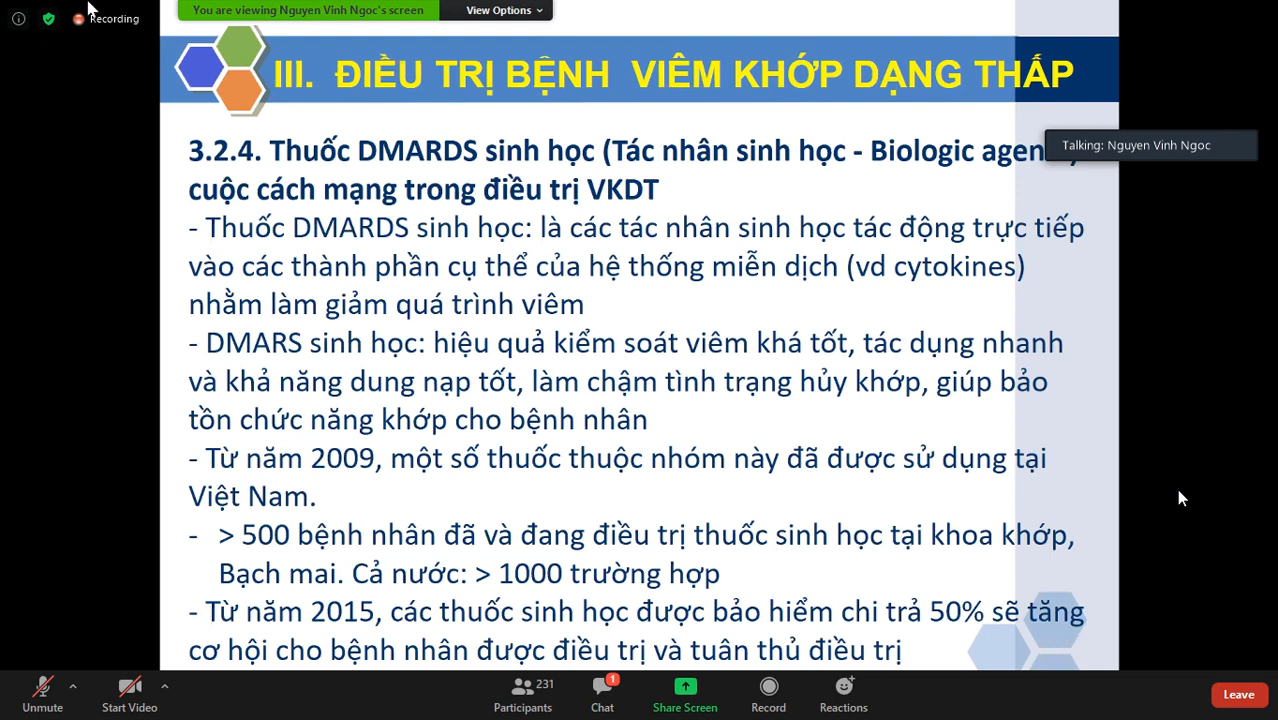 Recording
You are viewing Nguyen Vinh Ngoc's screen
View Options
III. ĐIỀU TRỊ BỆNH VIÊM KHỚP DẠNG THẤP
3.2.4. Thuốc DMARDS sinh học (Tác nhân sinh học - Biologic
Talking: Nguyen Vinh Ngoc
cuộc cách mạng trong điều trị VKDT
- Thuốc DMARDS sinh học: là các tác nhân sinh học tác động trực tiếp
vào các thành phần cụ thể của hệ thống miễn dịch (vd cytokines)
nhằm làm giảm quá trình viêm
- DMARS sinh học: hiệu quả kiểm soát viêm khá tốt, tác dụng nhanh
và khả năng dung nạp tốt, làm chậm tình trạng hủy khớp, giúp bảo
tồn chức năng khớp cho bệnh nhân
- Từ năm 2009, một số thuốc thuộc nhóm này đã được sử dụng tại
Việt Nam.
- > 500 bệnh nhân đã và đang điều trị thuốc sinh học tại khoa khớp,
Bạch mai. Cả nước: > 1000 trường hợp
- Từ năm 2015, các thuốc sinh học được bảo hiểm chi trả 50% sẽ tăng
cơ hội cho bệnh nhân được điều trị và tuân thủ điều trị
231
1
Unmute
Start Video
Participants
Chat
Share Screen
Record
Reactions
Leave